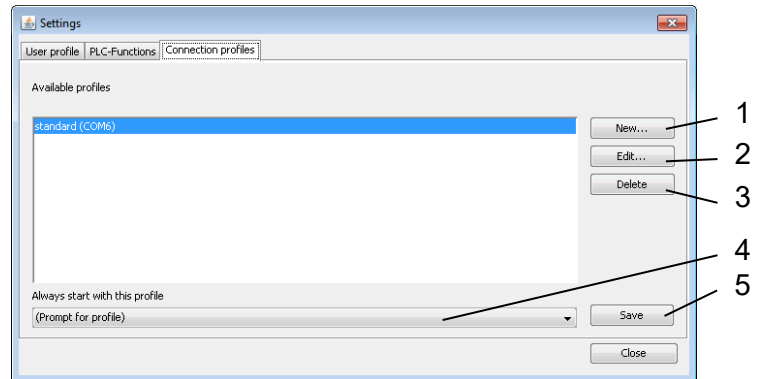 Settings
User profile PLC-Functions Connection profiles
Available profiles
standard (COM6)
New...
1
Edit...
2
Delete
3
4
Always start with this profile
5
(Prompt for profile)
Save
Close